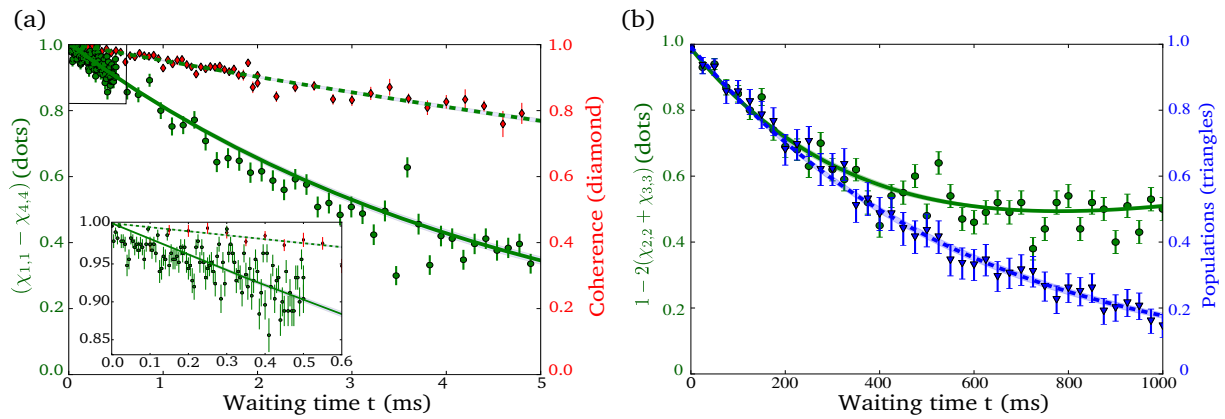 (a)
1.0
0.8
0.6
0.4
0.2
0.0
(χ1,1 − χ4,4) (dots)
1.00
0.95
0.90
0.85
0.0 0.1 0.2 0.3 0.4 0.5 0.6
0 1 2 3 4 5
Waiting time t (ms)
1.0
0.8
0.6
0.4
0.2
0.0
Coherence (diamond)
(b)
1.0
0.8
0.6
0.4
0.2
0.0
1 − 2(χ2,2 + χ3,3) (dots)
0 200 400 600 800 1000
Waiting time t (ms)
1
0.8
0.6
0.4
0.2
0
Populations (triangles)